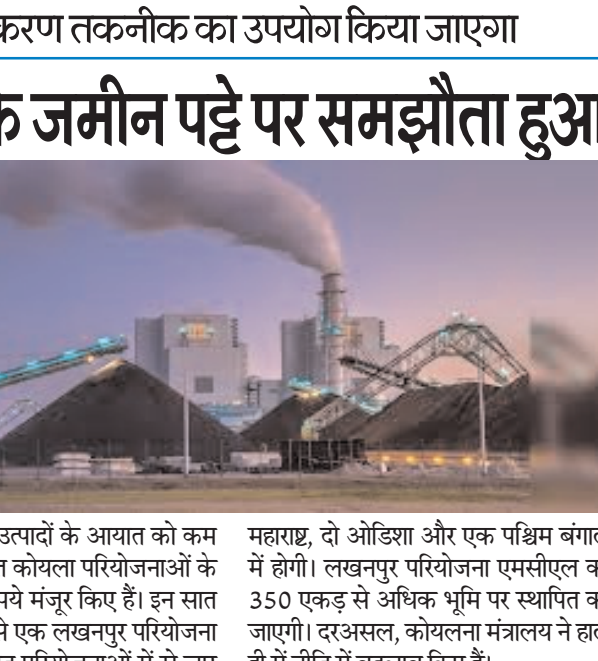 करण तकनीक का उपयोग किया जाएगा
जमीन पट्टे पर समझौता हुआ
उत्पादों के आयात को कम
कोयला परियोजनाओं के
मंजूर किए हैं। इन सात
एक लखनपुर परियोजना
महाराष्ट्र, दो ओडिशा और एक पश्चिम
में होगी। लखनपुर परियोजना एमसीएल
350 एकड़ से अधिक भूमि पर स्थापित
जाएगी। दरअसल, कोयलना मंत्रालय ने